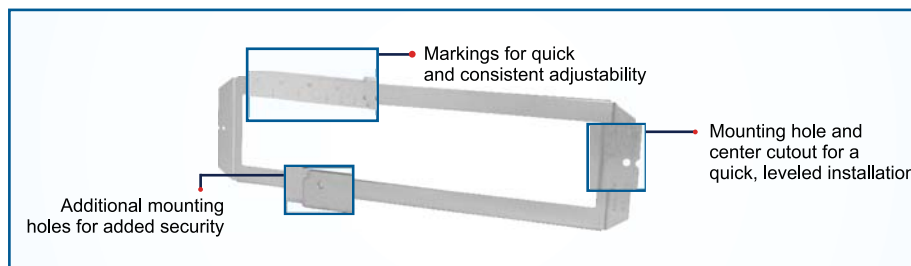 Markings for quick
and consistent adjustability
Mounting hole and
center cutout for a
quick, leveled installation
Additional mounting
holes for added security